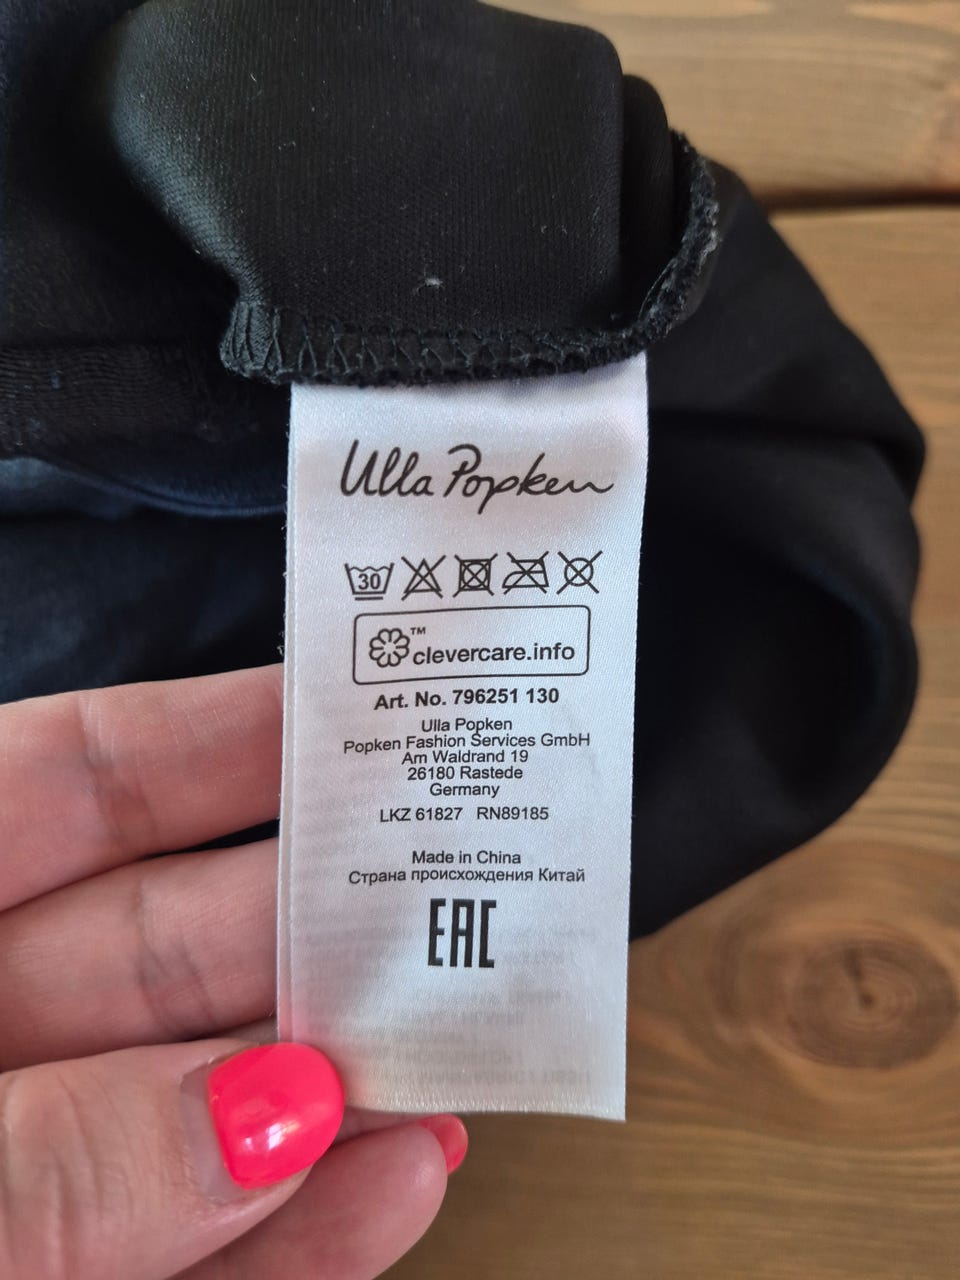 Ulla Popken
30
™
clevercare.info
Art. No. 796251 130
Ulla Popken
Popken Fashion Services GmbH
Am Waldrand 19
26180 Rastede
Germany
LKZ 61827 RN89185
Made in China
Страна происхождения Китай
EAC